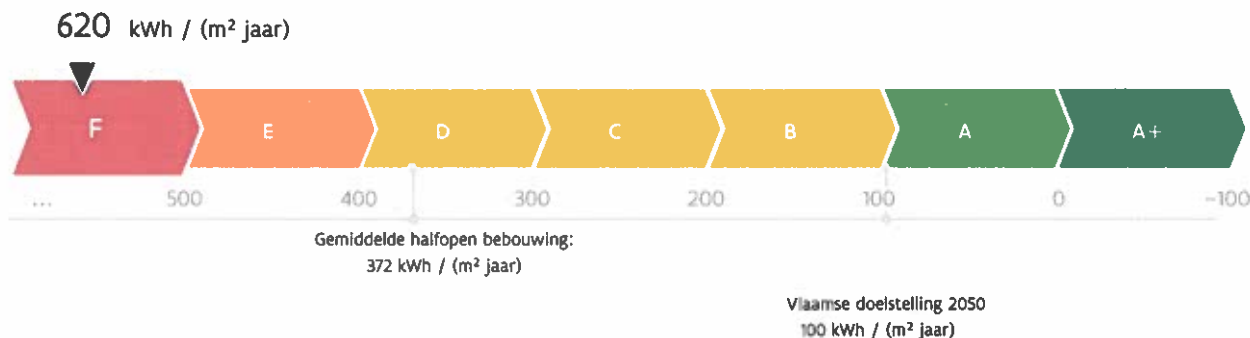 620 kWh / (m² jaar)
F E D C B A A+
... 500 400 300 200 100 0 -100
Gemiddelde halfopen bebouwing:
372 kWh / (m² jaar)
Vlaamse doelstelling 2050
100 kWh / (m² jaar)